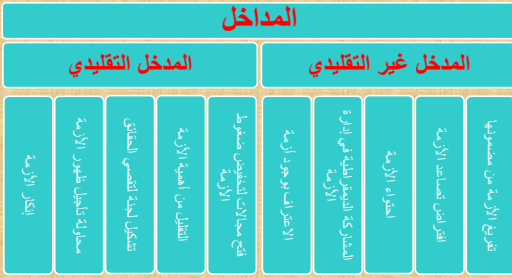 المداخل
المدخل غير التقليدي
المدخل التقليدي
تفريغ الأزمة من مضمونها
افتراض تصاعد الأزمة
احتواء الأزمة
المشاركة الديمقراطية في إدارة
الأزمة
الاعتراف بوجود أزمة
فتح مجالات لتخفيض ضغوط
الأزمة
التقليل من أهمية الأزمة
تشكيل لجنة لتقصي الحقائق
محاولة تأجيل ظهور الأزمة
إنكار الأزمة